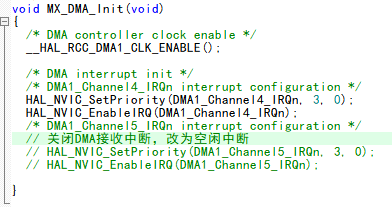 void MX_DMA_Init(void)
{
/* DMA controller clock enable */
__HAL_RCC_DMA1_CLK_ENABLE();
/* DMA interrupt init */
/* DMA1_Channel4_IRQn interrupt configuration */
HAL_NVIC_SetPriority(DMA1_Channel4_IRQn, 3, 0);
HAL_NVIC_EnableIRQ(DMA1_Channel4_IRQn);
/* DMA1_Channel5_IRQn interrupt configuration */
// 关闭DMA接收中断，改为空闲中断
// HAL_NVIC_SetPriority(DMA1_Channel5_IRQn, 3, 0);
// HAL_NVIC_EnableIRQ(DMA1_Channel5_IRQn);
}